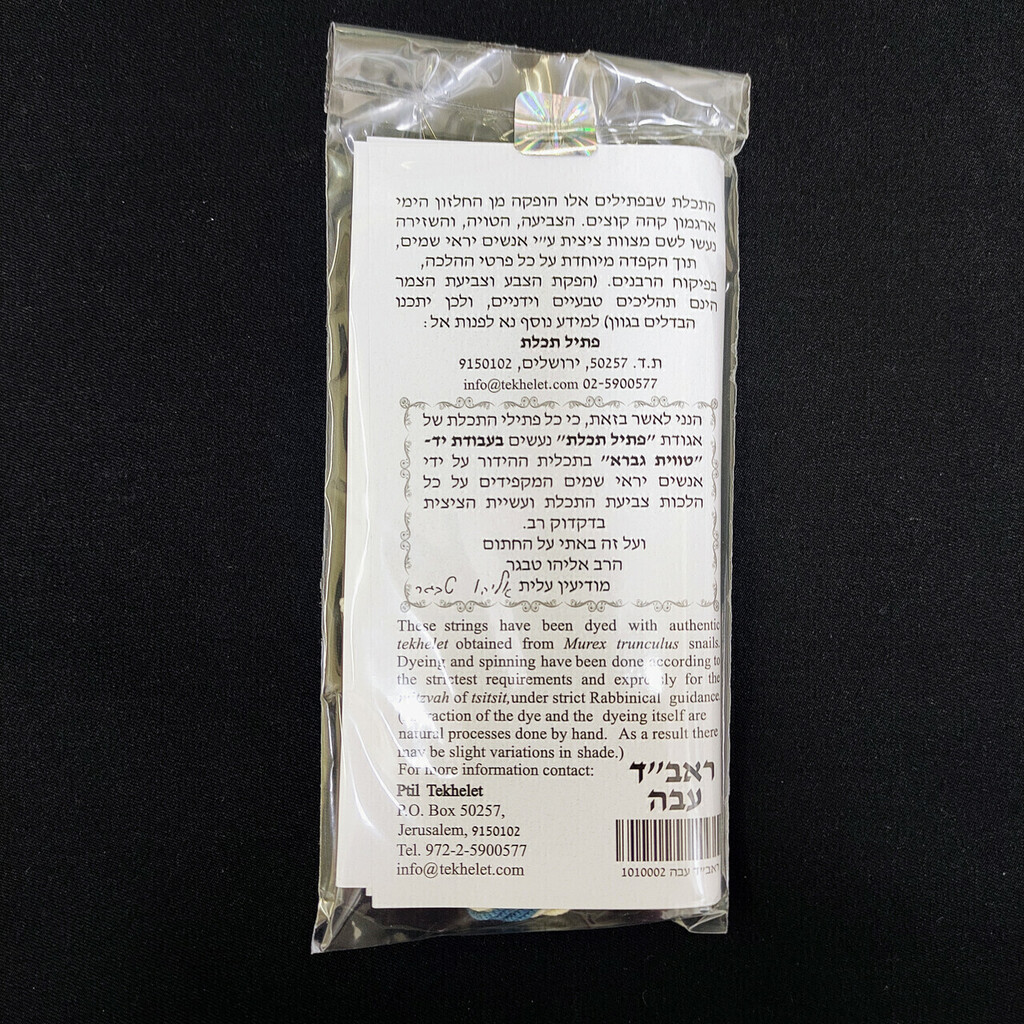 התכלת שבפתילים אלו הופקה מן החלזון הימי
ארגמון קהה קוצים. הצביעה, הטויה, והשזירה
נעשו לשם מצוות ציצית ע״י אנשים יראי שמים,
תוך הקפדה מיוחדת על כל פרטי ההלכה,
בפיקוח הרבנים. (הפקת הצבע וצביעת הצמר
הינם תהליכים טבעיים וידניים, ולכן יתכנו
הבדלים בגוון) למידע נוסף נא לפנות אל:
פתיל תכלת
ת.ד. 50257, ירושלים, 9150102
info@tekhelet.com 02-5900577
הנני לאשר בזאת, כי כל פתילי התכלת של
אגודת "פתיל תכלת" נעשים בעבודת יד-
"טווית גברא" בתכלית ההידור על ידי
אנשים יראי שמים המקפידים על כל
הלכות צביעת התכלת ועשיית הציצית
בדקדוק רב.
ועל זה באתי על החתום
הרב אליהו טבגר
מודיעין עלית אליהו טבגר
These strings have been dyed with authentic
tekhelet obtained from Murex trunculus snails.
Dyeing and spinning have been done according to
the strictest requirements and expressly for the
mitzvah of tsitsit, under strict Rabbinical guidance.
of the dye and the dyeing itself are
natural processes done by hand. As a result there
may be slight variations in shade.)
For more information contact:
Ptil Tekhelet
P.O. Box 50257,
Jerusalem, 9150102
Tel. 972-2-5900577
info@tekhelet.com
ראב״ד
עבה
ראב״ד עבה 1010002